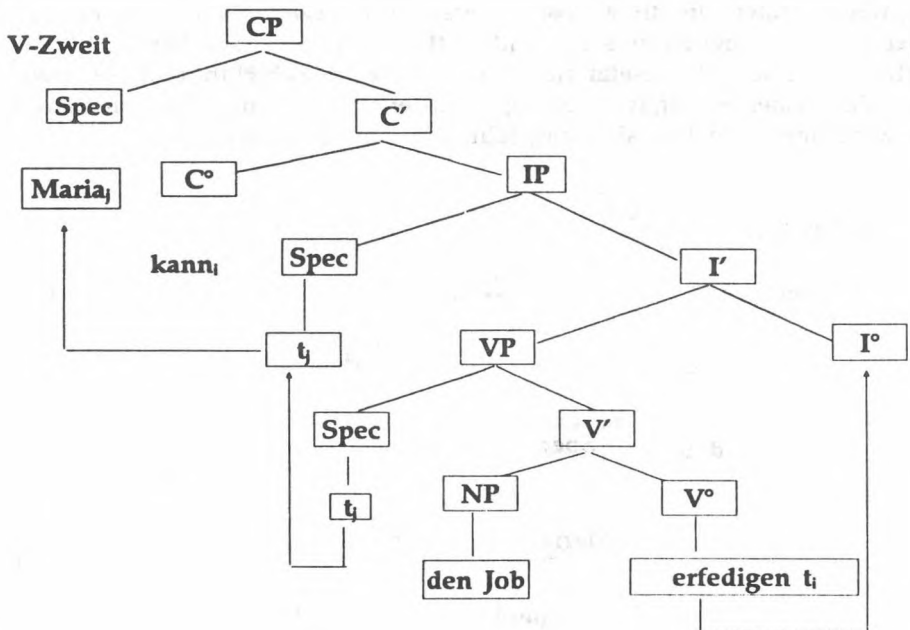 CP
V-Zweit
Spec
C′
C°
IP
Mariaⱼ
Spec
kannᵢ
I′
tⱼ
VP
I°
Spec
V′
NP
V°
tⱼ
den Job
erfedigen tᵢ